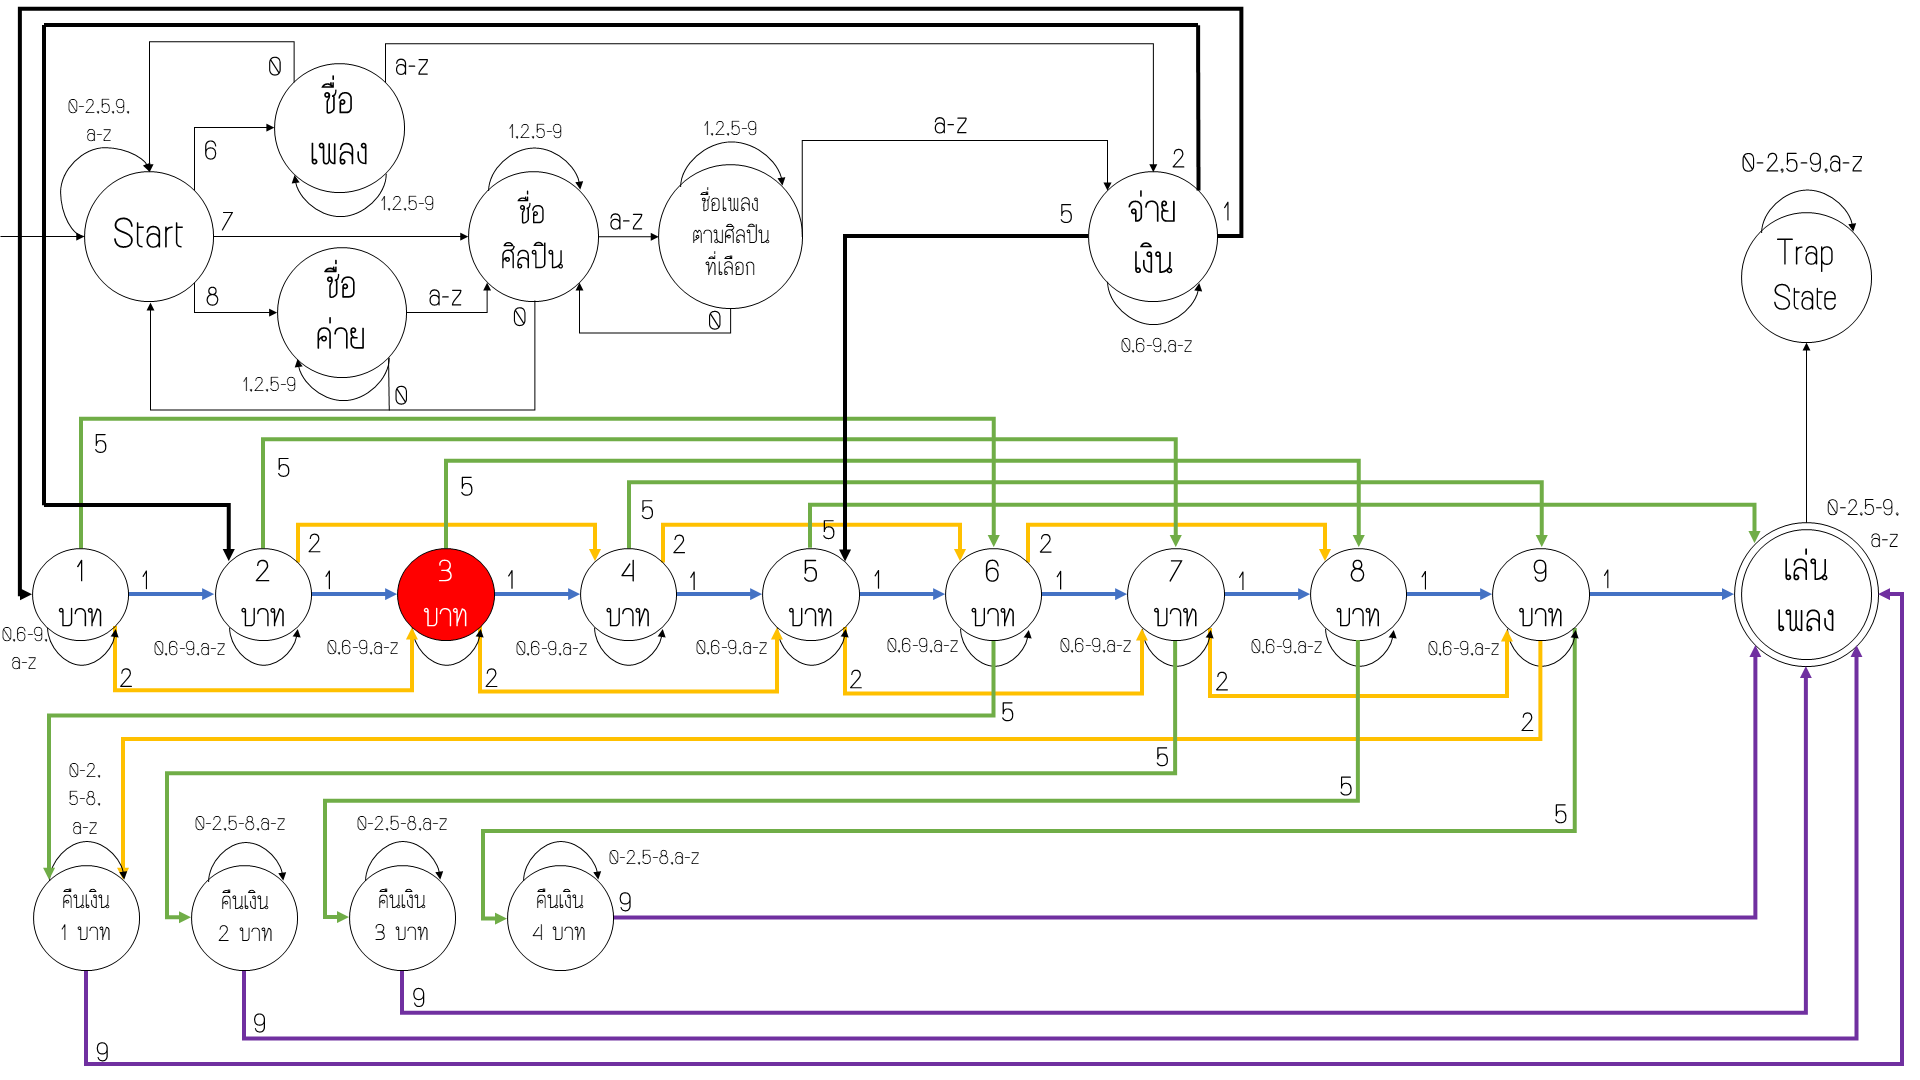 0
a-z
ชื่อ
เพลง
0-2,5,9,
a-z
6
1,2,5-9
1,2,5-9
1,2,5-9
a-z
2
0-2,5-9,a-z
Start
7
ชื่อ
ศิลปิน
a-z
ชื่อเพลง
ตามศิลปิน
ที่เลือก
5
จ่าย
เงิน
1
Trap
State
8
ชื่อ
ค่าย
a-z
0
0
0,6-9,a-z
1,2,5-9
0
5
5
5
5
5
0-2,5-9,
a-z
2
2
2
1
บาท
1
2
บาท
1
3
บาท
1
4
บาท
1
5
บาท
1
6
บาท
1
7
บาท
1
8
บาท
1
9
บาท
1
เล่น
เพลง
0,6-9,
a-z
0,6-9,a-z
0,6-9,a-z
0,6-9,a-z
0,6-9,a-z
0,6-9,a-z
0,6-9,a-z
0,6-9,a-z
0,6-9,a-z
2
2
2
2
5
2
5
5
5
0-2,
5-8,
a-z
0-2,5-8,a-z
0-2,5-8,a-z
0-2,5-8,a-z
คืนเงิน
1 บาท
คืนเงิน
2 บาท
คืนเงิน
3 บาท
คืนเงิน
4 บาท
9
9
9
9